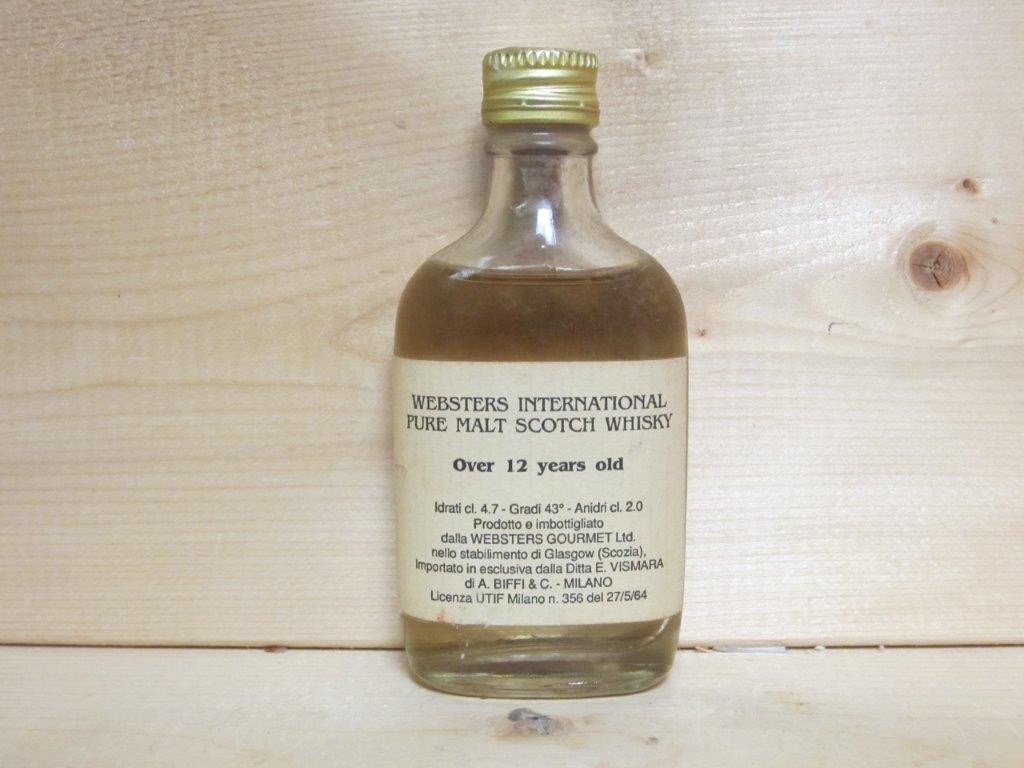 WEBSTERS INTERNATIONAL
PURE MALT SCOTCH WHISKY
Over 12 years old
Idrati cl. 4.7 - Gradi 43° - Anidri cl. 2.0
Prodotto e imbottigliato
dalla WEBSTERS GOURMET Ltd.
nello stabilimento di Glasgow (Scozia),
Importato in esclusiva dalla Ditta E. VISMARA
di A. BIFFI & C. - MILANO
Licenza UTIF Milano n. 356 del 27/5/64